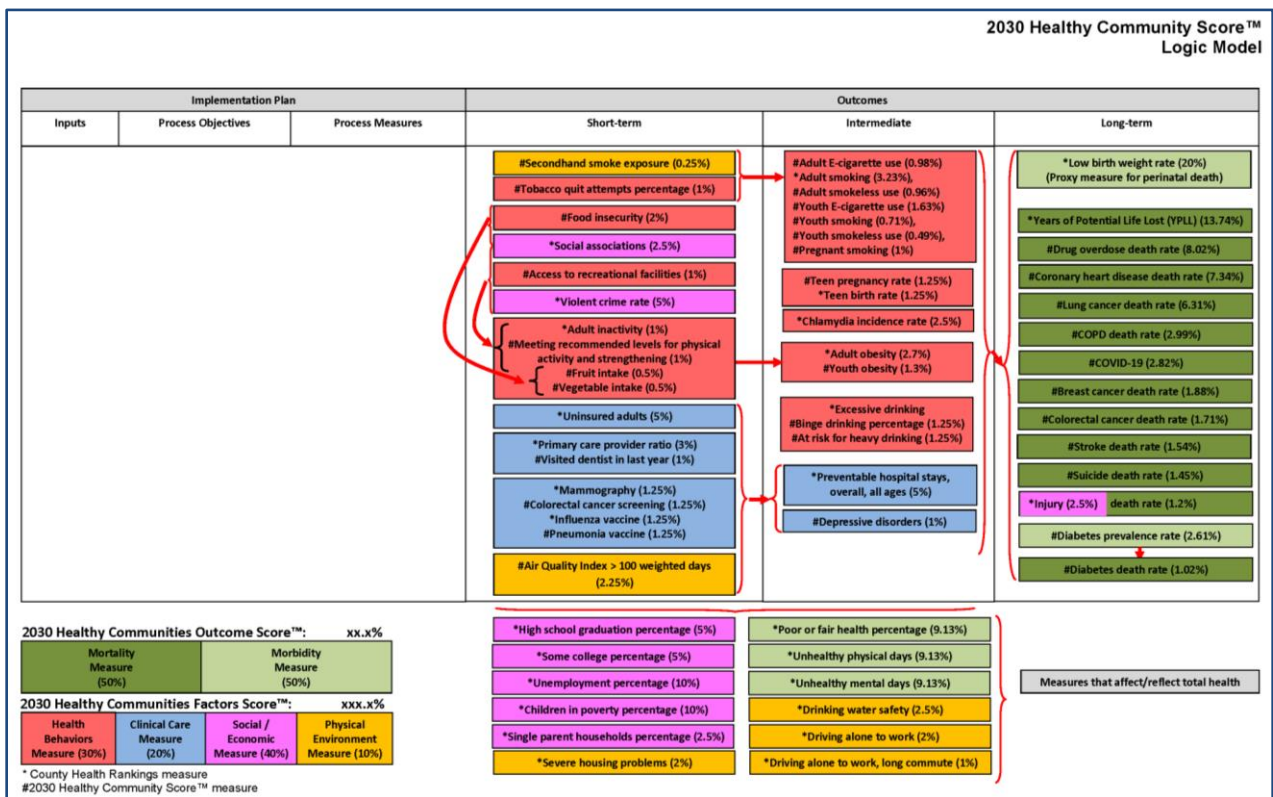 2030 Healthy Community Score™
Logic Model
Implementation Plan
Outcomes
Inputs
Process Objectives
Process Measures
Short-term
Intermediate
Long-term
#Secondhand smoke exposure (0.25%)
#Tobacco quit attempts percentage (1%)
#Food insecurity (2%)
*Social associations (2.5%)
#Access to recreational facilities (1%)
*Violent crime rate (5%)
*Adult inactivity (1%)
#Meeting recommended levels for physical
activity and strengthening (1%)
#Fruit intake (0.5%)
#Vegetable intake (0.5%)
*Uninsured adults (5%)
*Primary care provider ratio (3%)
#Visited dentist in last year (1%)
*Mammography (1.25%)
#Colorectal cancer screening (1.25%)
*Influenza vaccine (1.25%)
#Pneumonia vaccine (1.25%)
#Air Quality Index > 100 weighted days
(2.25%)
#Adult E-cigarette use (0.98%)
*Adult smoking (3.23%),
#Adult smokeless use (0.96%)
#Youth E-cigarette use (1.63%)
#Youth smoking (0.71%),
#Youth smokeless use (0.49%),
#Pregnant smoking (1%)
#Teen pregnancy rate (1.25%)
*Teen birth rate (1.25%)
*Chlamydia incidence rate (2.5%)
*Adult obesity (2.7%)
#Youth obesity (1.3%)
*Excessive drinking
#Binge drinking percentage (1.25%)
#At risk for heavy drinking (1.25%)
*Preventable hospital stays,
overall, all ages (5%)
#Depressive disorders (1%)
*Low birth weight rate (20%)
(Proxy measure for perinatal death)
*Years of Potential Life Lost (YPLL) (13.74%)
#Drug overdose death rate (8.02%)
#Coronary heart disease death rate (7.34%)
#Lung cancer death rate (6.31%)
#COPD death rate (2.99%)
#COVID-19 (2.82%)
#Breast cancer death rate (1.88%)
#Colorectal cancer death rate (1.71%)
#Stroke death rate (1.54%)
#Suicide death rate (1.45%)
*Injury (2.5%) death rate (1.2%)
#Diabetes prevalence rate (2.61%)
#Diabetes death rate (1.02%)
2030 Healthy Communities Outcome Score™: xx.x%
Mortality
Measure
(50%)
Morbidity
Measure
(50%)
2030 Healthy Communities Factors Score™: xxx.x%
Health
Behaviors
Measure (30%)
Clinical Care
Measure
(20%)
Social /
Economic
Measure (40%)
Physical
Environment
Measure (10%)
* County Health Rankings measure
#2030 Healthy Community Score™ measure
*High school graduation percentage (5%)
*Some college percentage (5%)
*Unemployment percentage (10%)
*Children in poverty percentage (10%)
*Single parent households percentage (2.5%)
*Severe housing problems (2%)
*Poor or fair health percentage (9.13%)
*Unhealthy physical days (9.13%)
*Unhealthy mental days (9.13%)
*Drinking water safety (2.5%)
*Driving alone to work (2%)
*Driving alone to work, long commute (1%)
Measures that affect/reflect total health